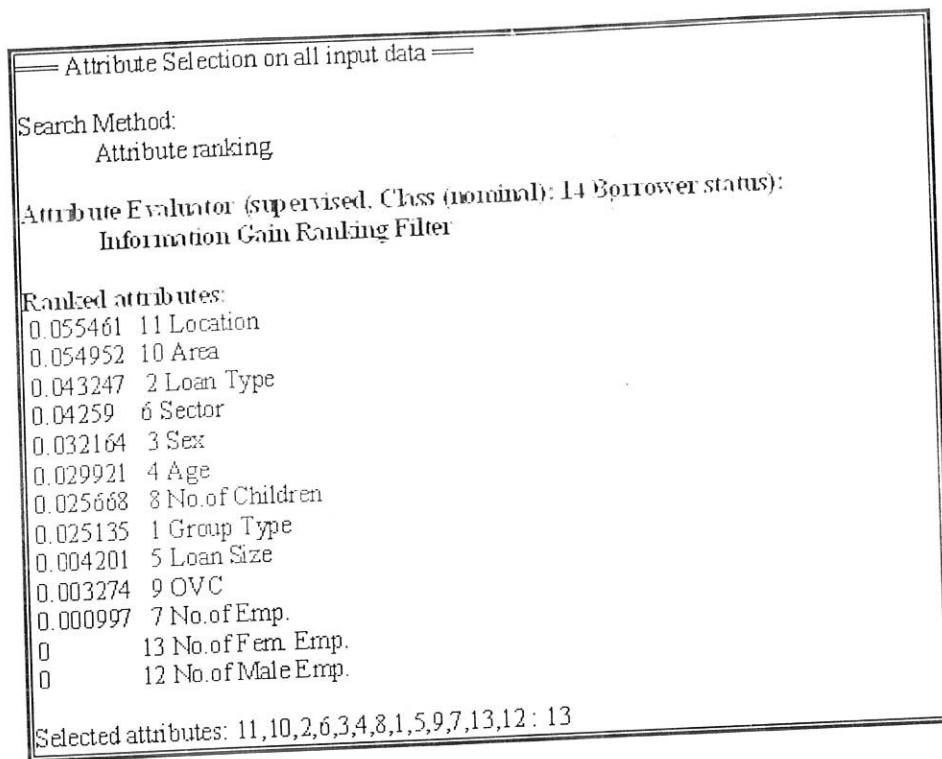 === Attribute Selection on all input data ===
Search Method:
Attribute ranking.
Attribute Evaluator (supervised, Class (nominal): 14 Borrower status):
Information Gain Ranking Filter
Ranked attributes:
0.055461 11 Location
0.054952 10 Area
0.043247 2 Loan Type
0.04259 6 Sector
0.032164 3 Sex
0.029921 4 Age
0.025668 8 No.of Children
0.025135 1 Group Type
0.004201 5 Loan Size
0.003274 9 OVC
0.000997 7 No.of Emp.
0 13 No.of Fem. Emp.
0 12 No.of Male Emp.
Selected attributes: 11,10,2,6,3,4,8,1,5,9,7,13,12 : 13